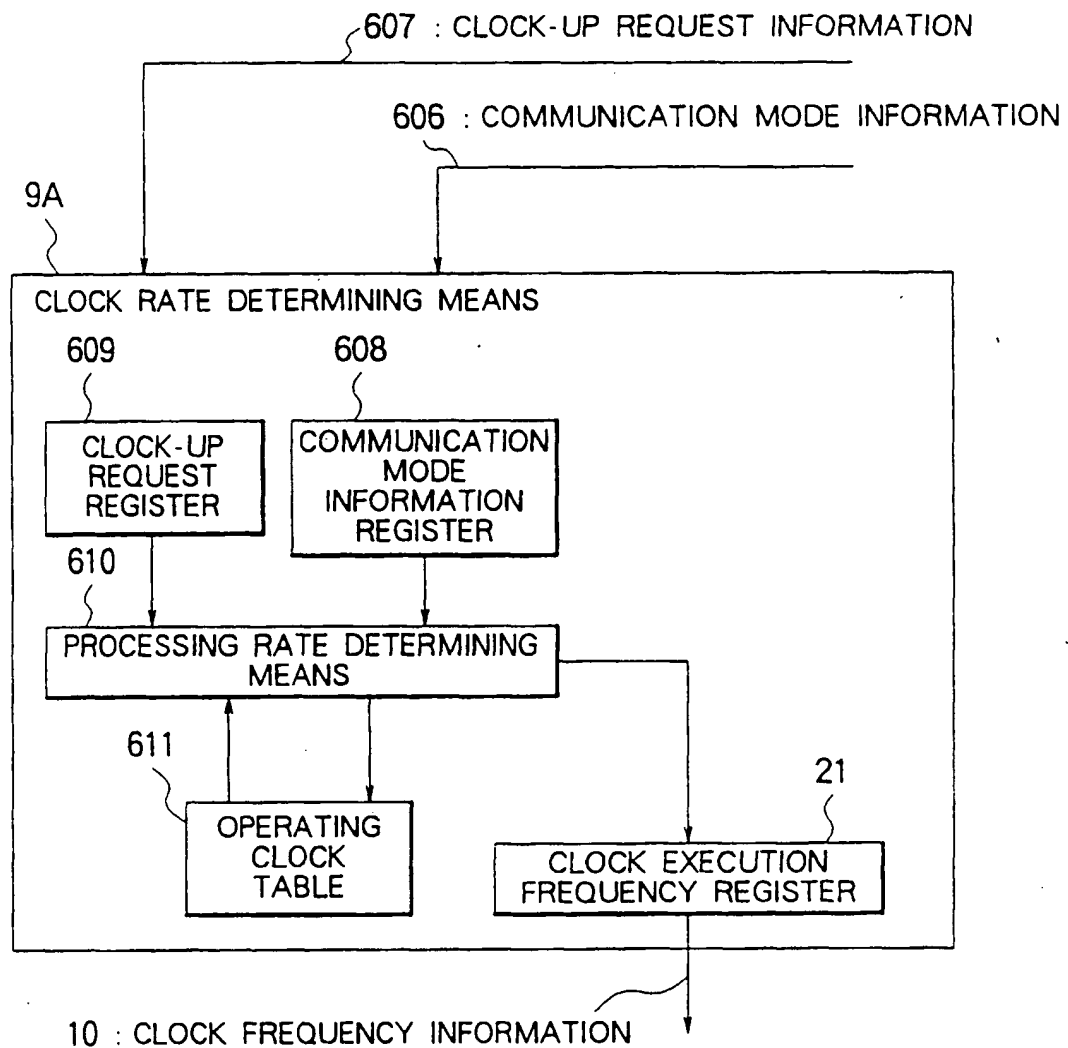 607 : CLOCK-UP REQUEST INFORMATION
606 : COMMUNICATION MODE INFORMATION
9A
CLOCK RATE DETERMINING MEANS
609
608
CLOCK-UP
REQUEST
REGISTER
COMMUNICATION
MODE
INFORMATION
REGISTER
610
PROCESSING RATE DETERMINING
MEANS
611
21
OPERATING
CLOCK
TABLE
CLOCK EXECUTION
FREQUENCY REGISTER
10 : CLOCK FREQUENCY INFORMATION